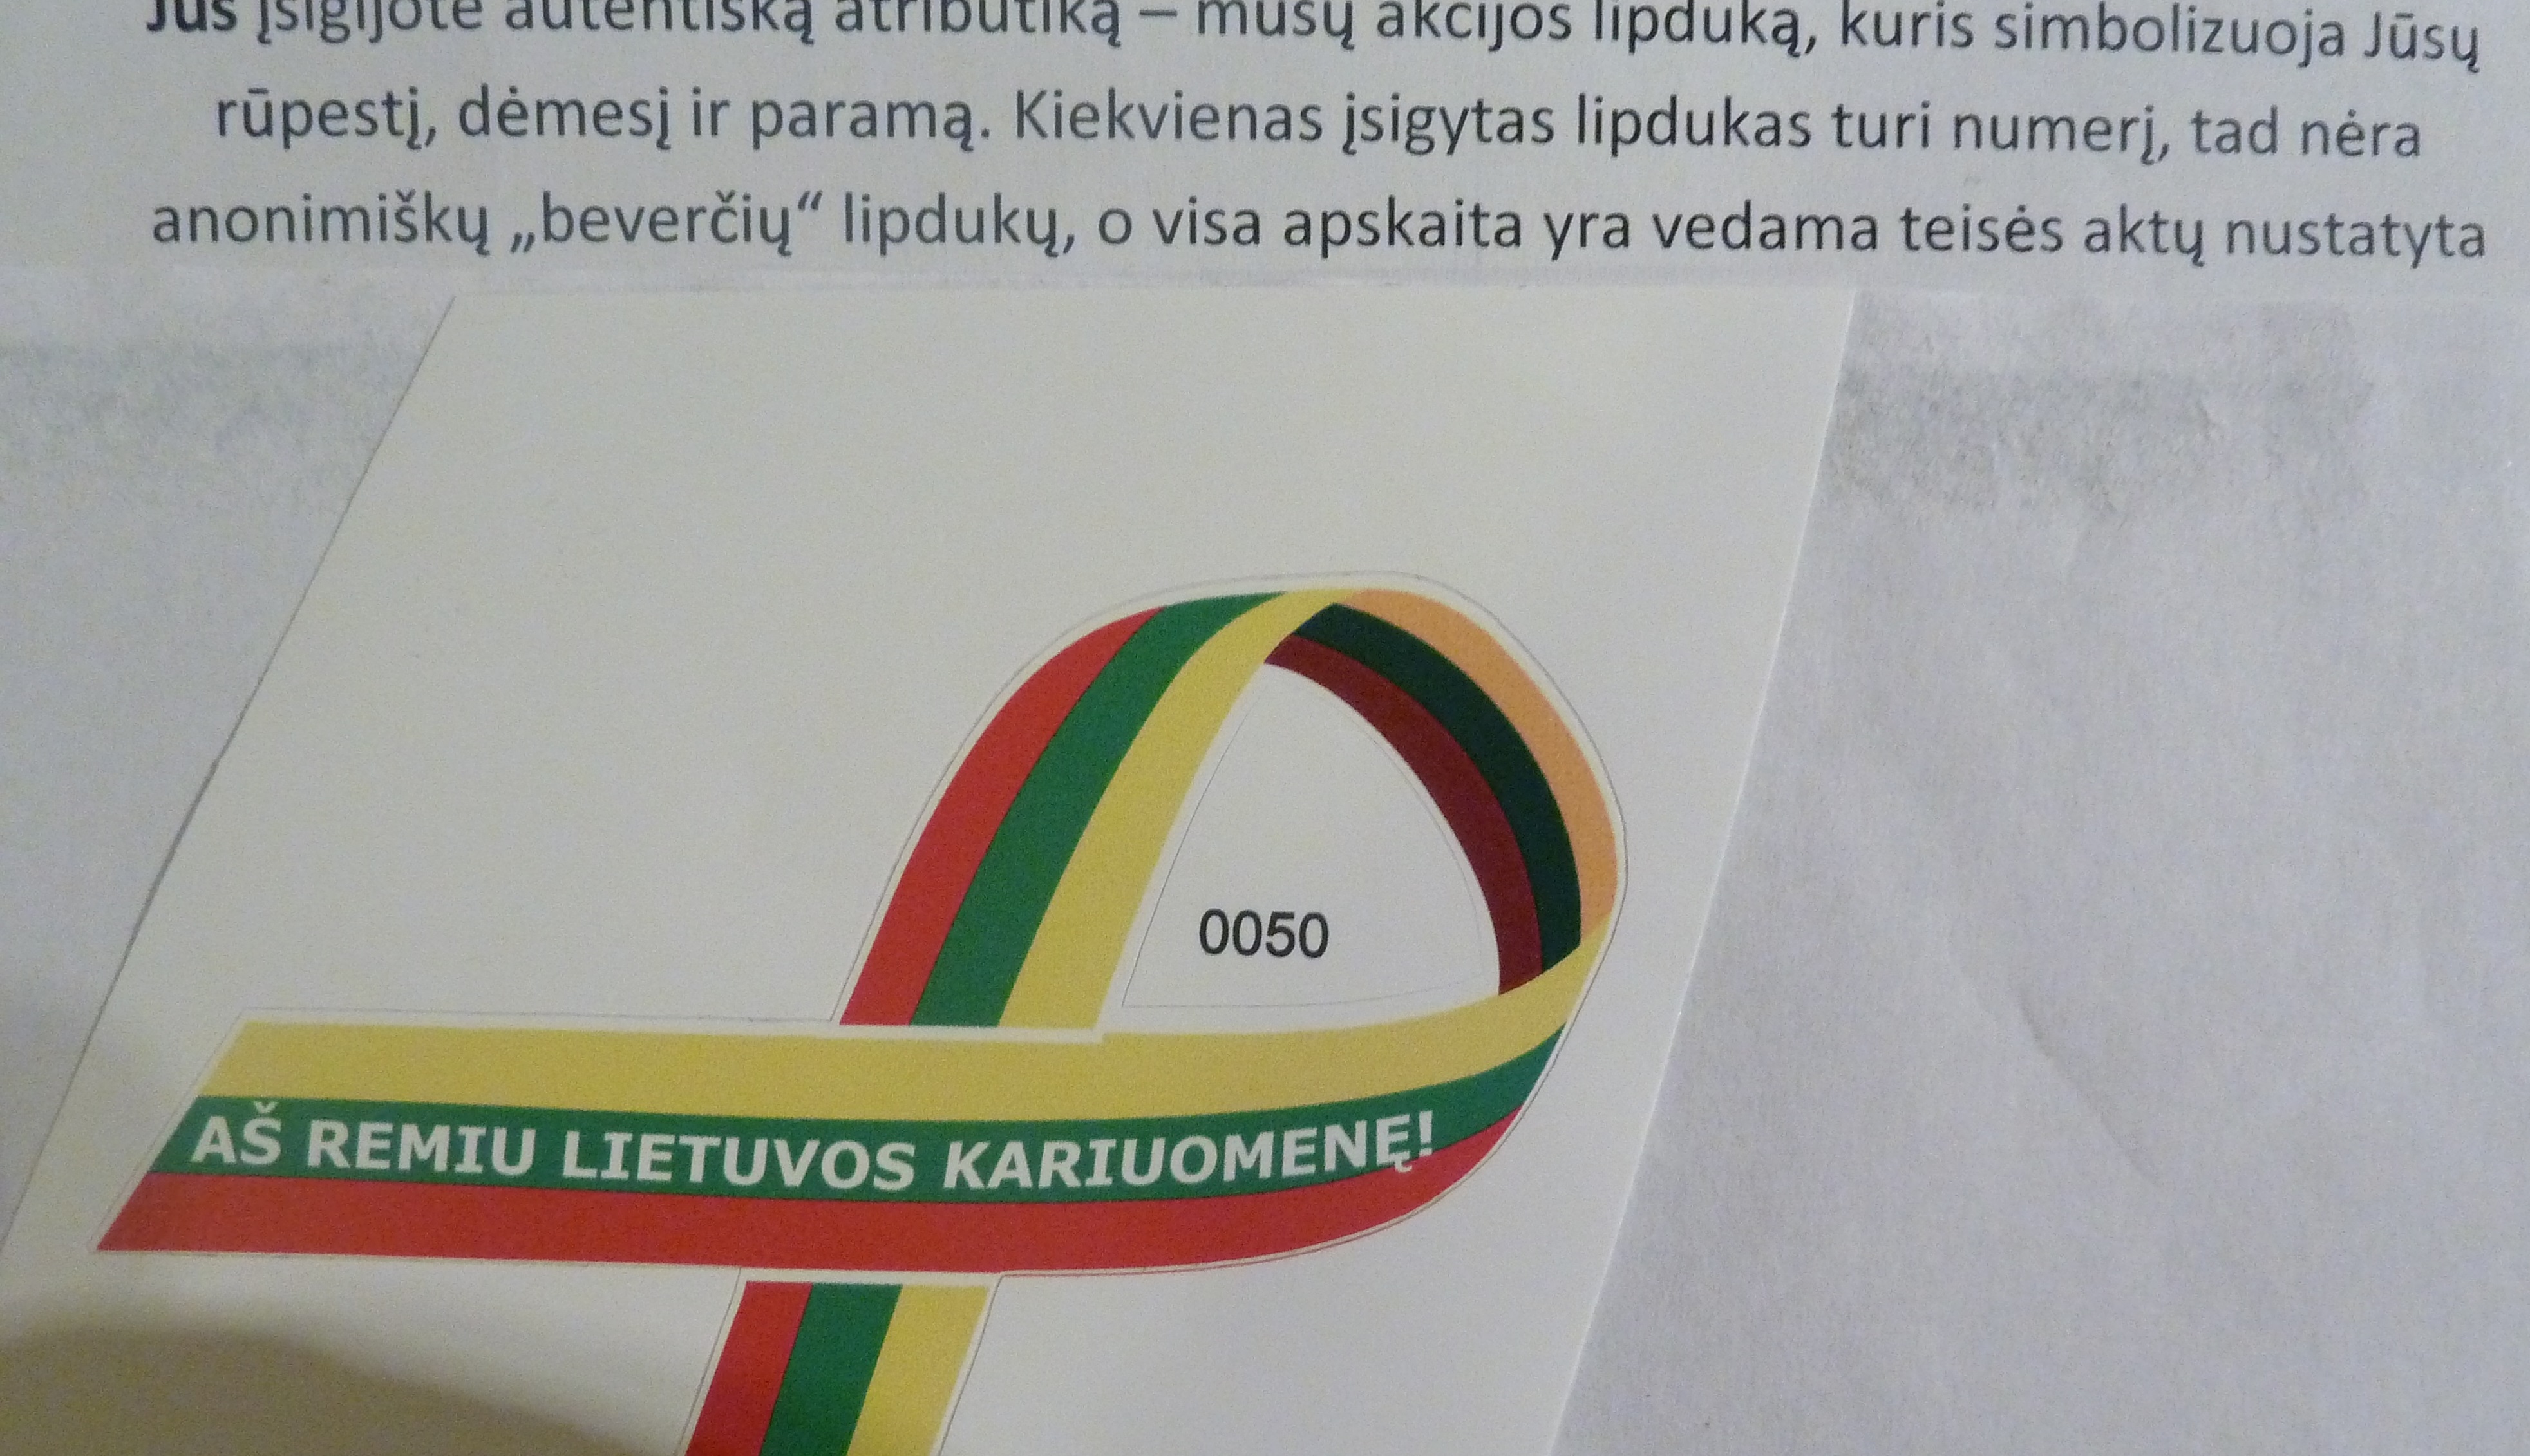 Jūs įsigijote autentišką atributiką – mūsų akcijos lipduką, kuris simbolizuoja Jūsų
rūpestį, dėmesį ir paramą. Kiekvienas įsigytas lipdukas turi numerį, tad nėra
anonimiškų „beverčių“ lipdukų, o visa apskaita yra vedama teisės aktų nustatyta
0050
AŠ REMIU LIETUVOS KARIUOMENĘ!